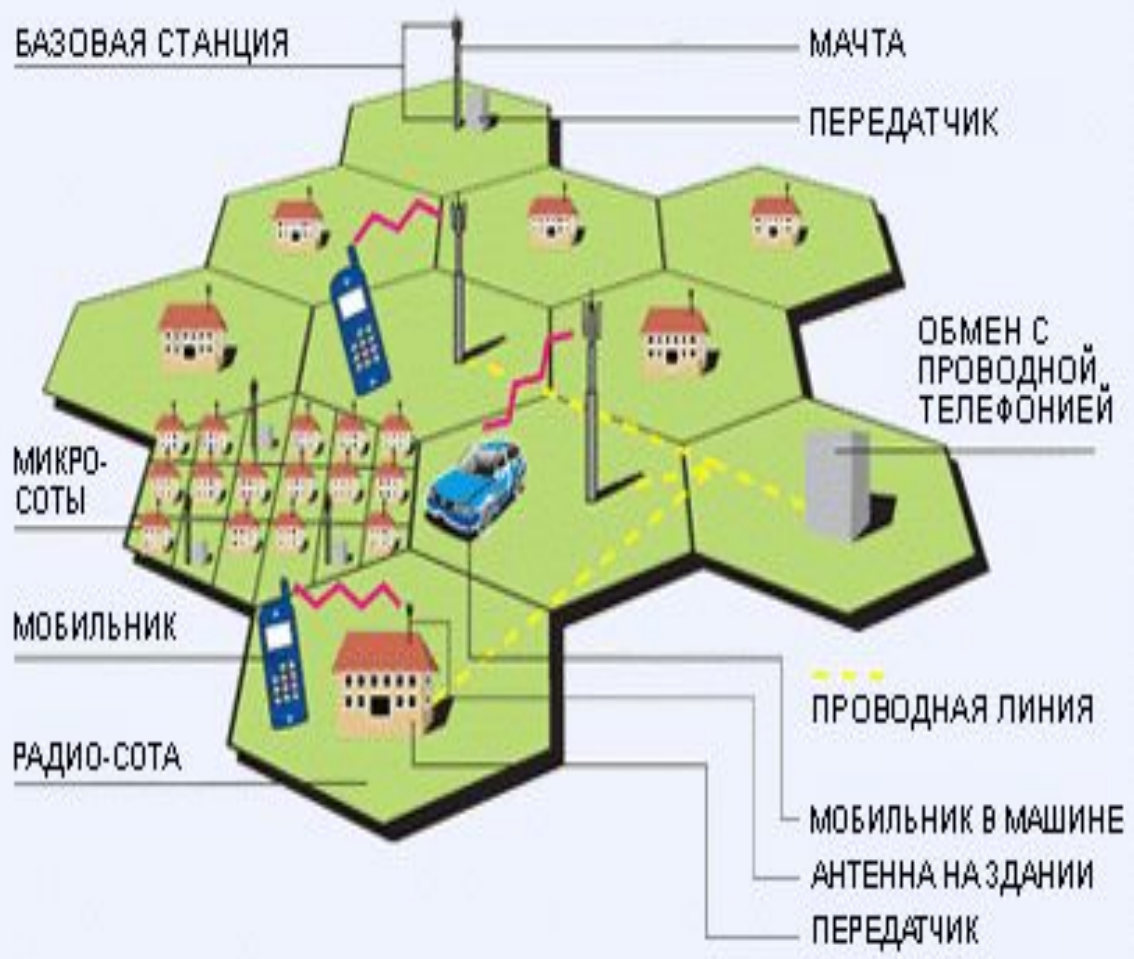 БАЗОВАЯ СТАНЦИЯ
МАЧТА
ПЕРЕДАТЧИК
ОБМЕН С
ПРОВОДНОЙ
ТЕЛЕФОНИЕЙ
МИКРО-
СОТЫ
МОБИЛЬНИК
ПРОВОДНАЯ ЛИНИЯ
РАДИО-СОТА
МОБИЛЬНИК В МАШИНЕ
АНТЕННА НА ЗДАНИИ
ПЕРЕДАТЧИК